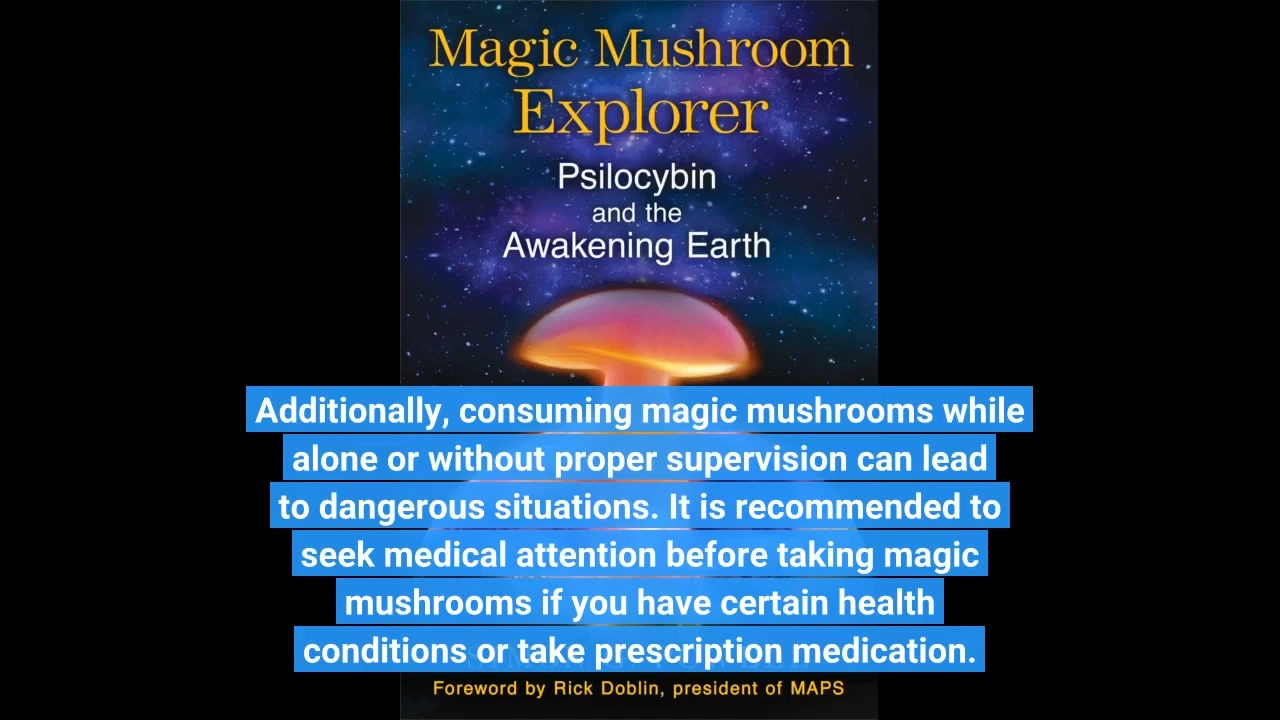 Magic Mushroom
Explorer
Psilocybin
and the
Awakening Earth
Additionally, consuming magic mushrooms while
alone or without proper supervision can lead
to dangerous situations. It is recommended to
seek medical attention before taking magic
mushrooms if you have certain health
conditions or take prescription medication.
Foreword by Rick Doblin, president of MAPS